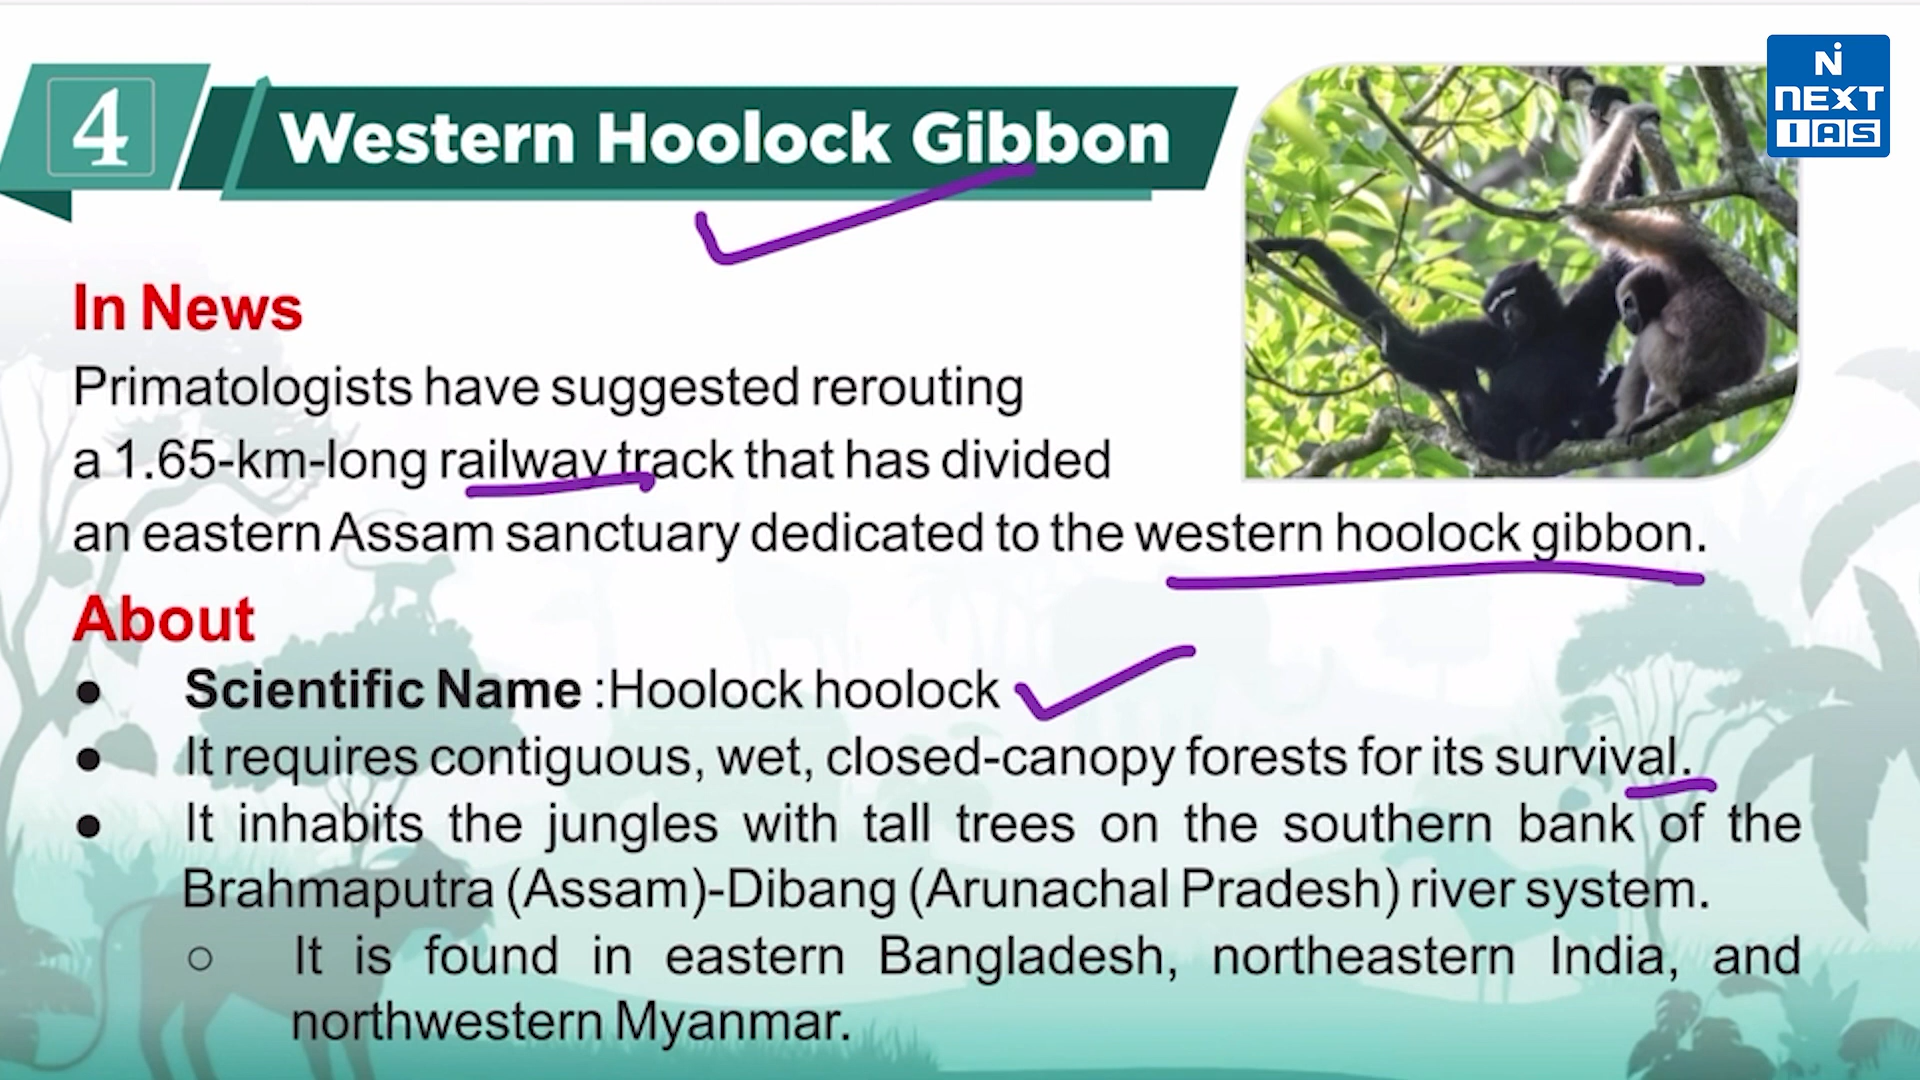 4
Western Hoolock Gibbon
Ni
NEXT
IAS
In News
Primatologists have suggested rerouting
a 1.65-km-long railway track that has divided
an eastern Assam sanctuary dedicated to the western hoolock gibbon.
About
● Scientific Name :Hoolock hoolock
● It requires contiguous, wet, closed-canopy forests for its survival.
● It inhabits the jungles with tall trees on the southern bank of the
Brahmaputra (Assam)-Dibang (Arunachal Pradesh) river system.
○ It is found in eastern Bangladesh, northeastern India, and
northwestern Myanmar.